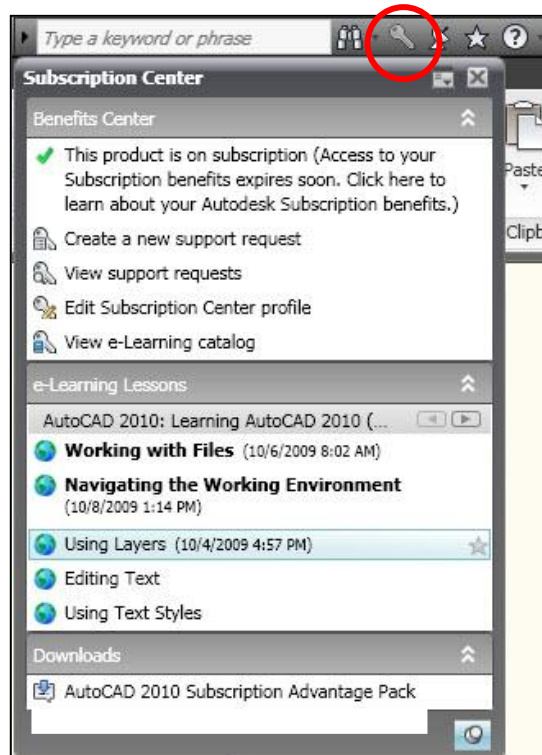 Type a keyword or phrase
Subscription Center
Benefits Center
This product is on subscription (Access to your
Subscription benefits expires soon. Click here to
learn about your Autodesk Subscription benefits.)
Create a new support request
View support requests
Edit Subscription Center profile
View e-Learning catalog
e-Learning Lessons
AutoCAD 2010: Learning AutoCAD 2010 (...
Working with Files (10/6/2009 8:02 AM)
Navigating the Working Environment
(10/8/2009 1:14 PM)
Using Layers (10/4/2009 4:57 PM)
Editing Text
Using Text Styles
Downloads
AutoCAD 2010 Subscription Advantage Pack
Paste
Clipb